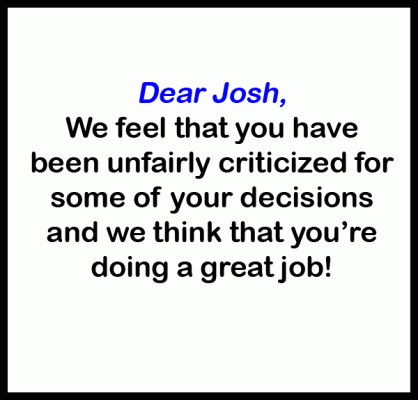 Dear Josh,
We feel that you have
been unfairly criticized for
some of your decisions
and we think that you’re
doing a great job!